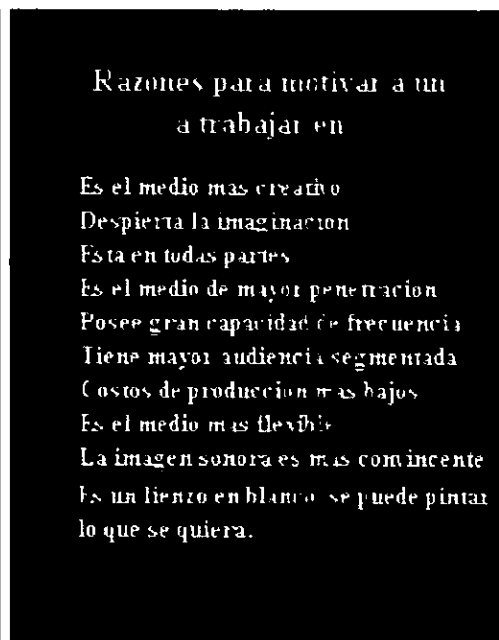 Razones para motivar a un
a trabajar en
Es el medio mas creativo
Despierta la imaginacion
Esta en todas partes
Es el medio de mayor penetracion
Posee gran capacidad de frecuencia
Tiene mayor audiencia segmentada
Costos de produccion mas bajos
Es el medio mas flexible
La imagen sonora es mas convincente
Es un lienzo en blanco se puede pintar
lo que se quiera.